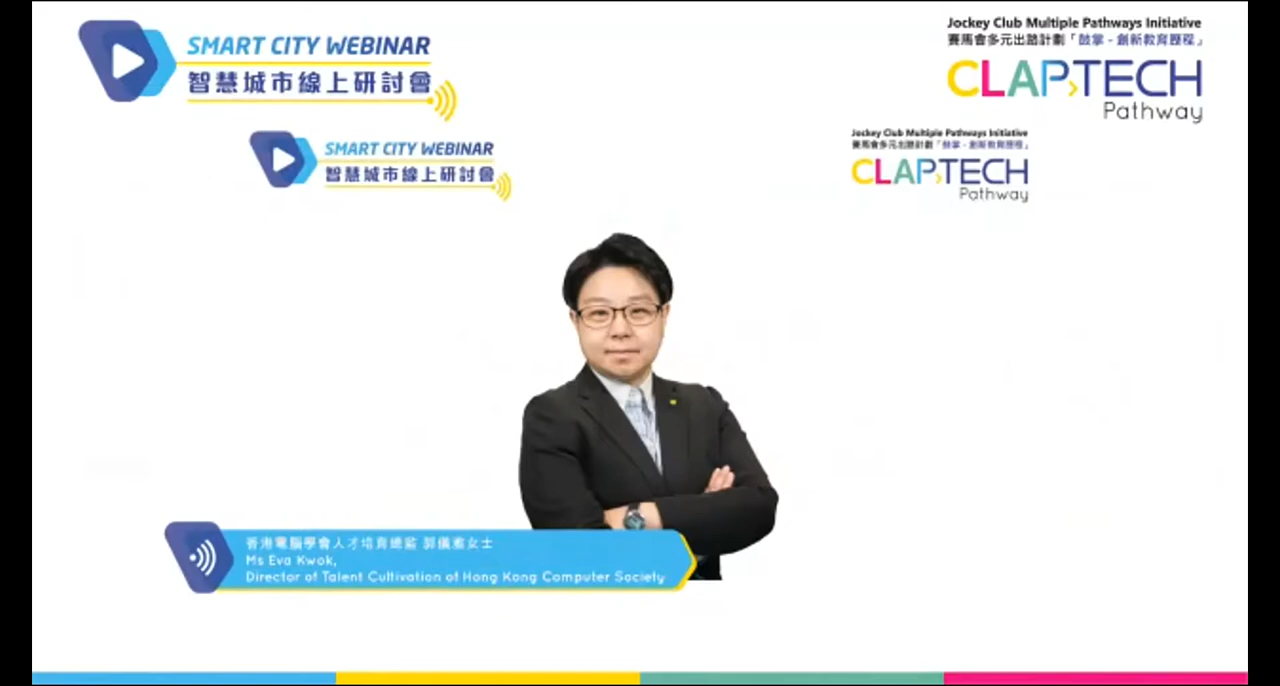 SMART CITY WEBINAR
智慧城市線上研討會
Jockey Club Multiple Pathways Initiative
賽馬會多元出路計劃「鼓掌 - 創新教育歷程」
CLAP›TECH
Pathway
SMART CITY WEBINAR
智慧城市線上研討會
Jockey Club Multiple Pathways Initiative
賽馬會多元出路計劃「鼓掌 - 創新教育歷程」
CLAP›TECH
Pathway
香港電腦學會人才培育總監 郭儀雅女士
Ms Eva Kwok,
Director of Talent Cultivation of Hong Kong Computer Society